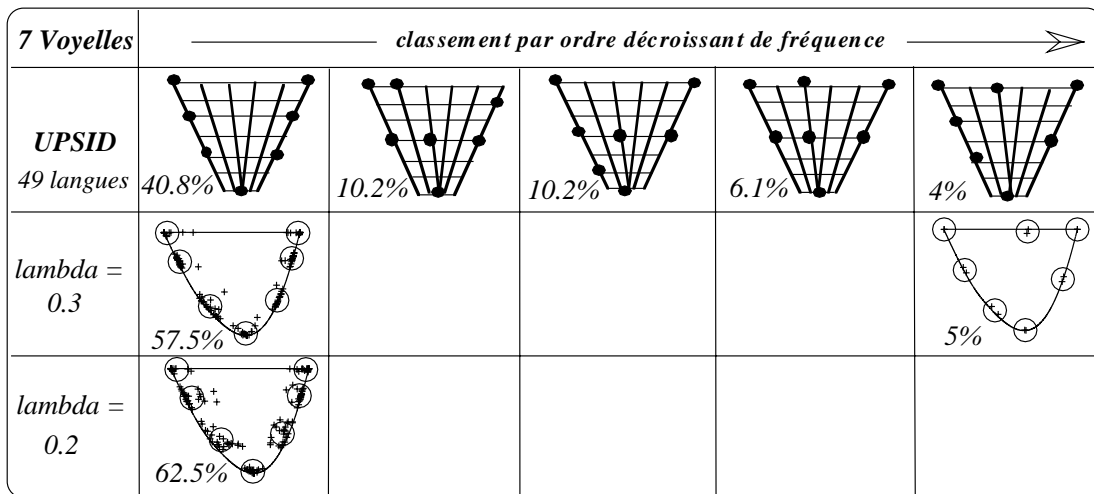 7 Voyelles
classement par ordre décroissant de fréquence
UPSID
49 langues
40.8%
10.2%
10.2%
6.1%
4%
lambda =
0.3
57.5%
5%
lambda =
0.2
62.5%